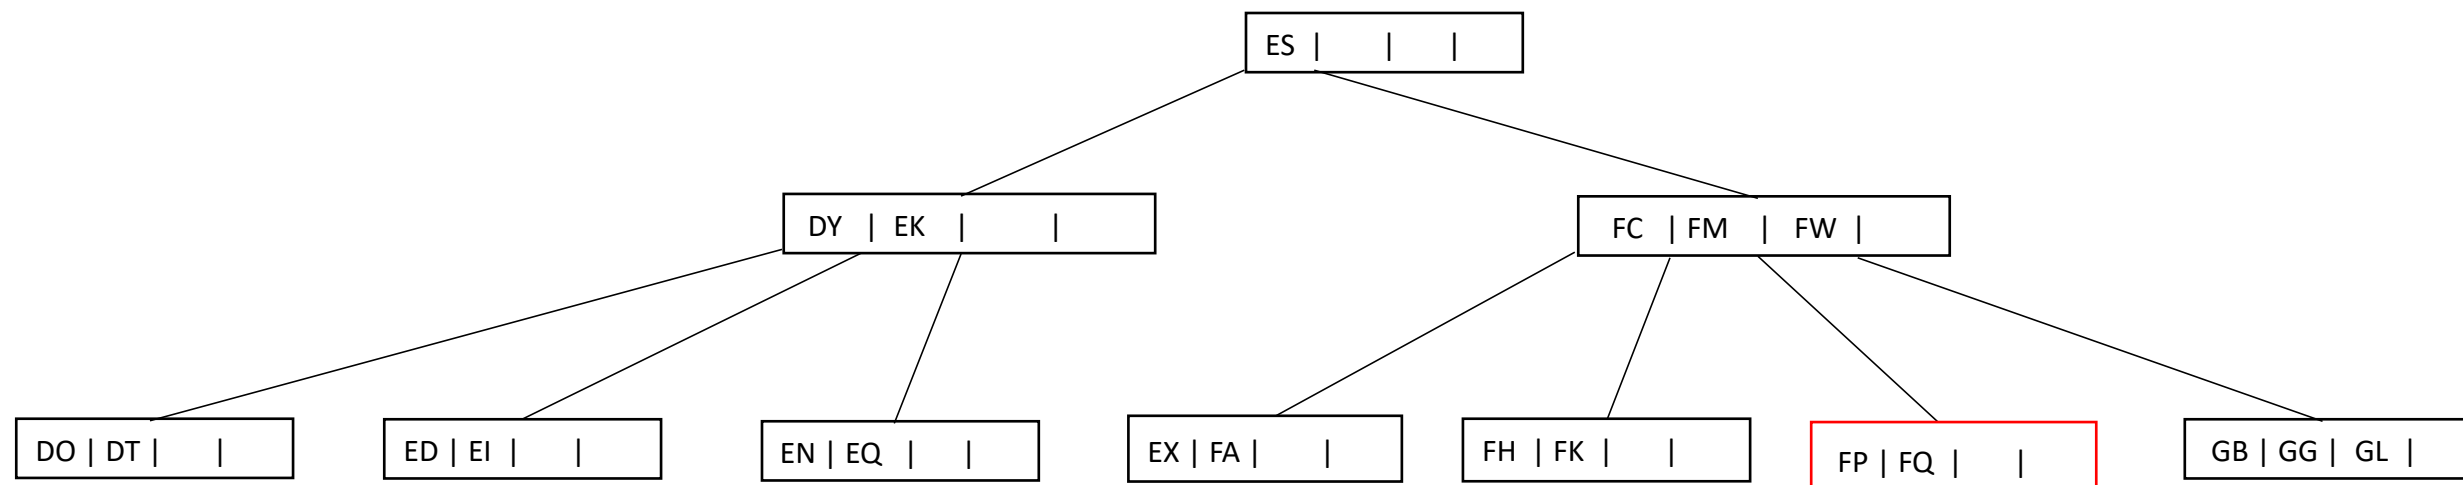 ES | | |
DY | EK | |
FC | FM | FW |
DO | DT | |
ED | EI | |
EN | EQ | |
EX | FA | |
FH | FK | |
FP | FQ | |
GB | GG | GL |